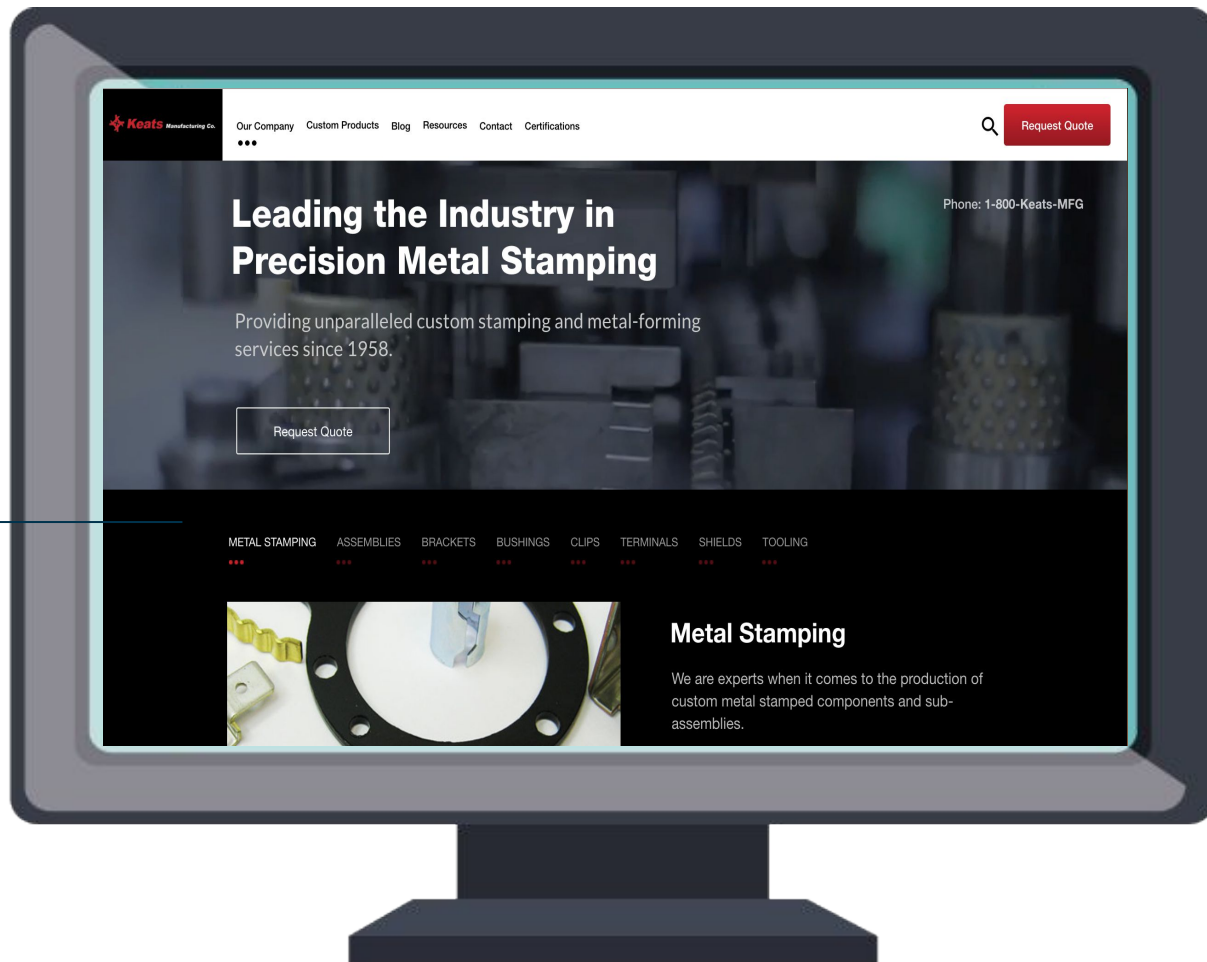 Keats Manufacturing Co.
Our Company Custom Products Blog Resources Contact Certifications
Request Quote
Leading the Industry in
Precision Metal Stamping
Phone: 1-800-Keats-MFG
Providing unparalleled custom stamping and metal-forming
services since 1958.
Request Quote
METAL STAMPING ASSEMBLIES BRACKETS BUSHINGS CLIPS TERMINALS SHIELDS TOOLING
Metal Stamping
We are experts when it comes to the production of
custom metal stamped components and sub-
assemblies.